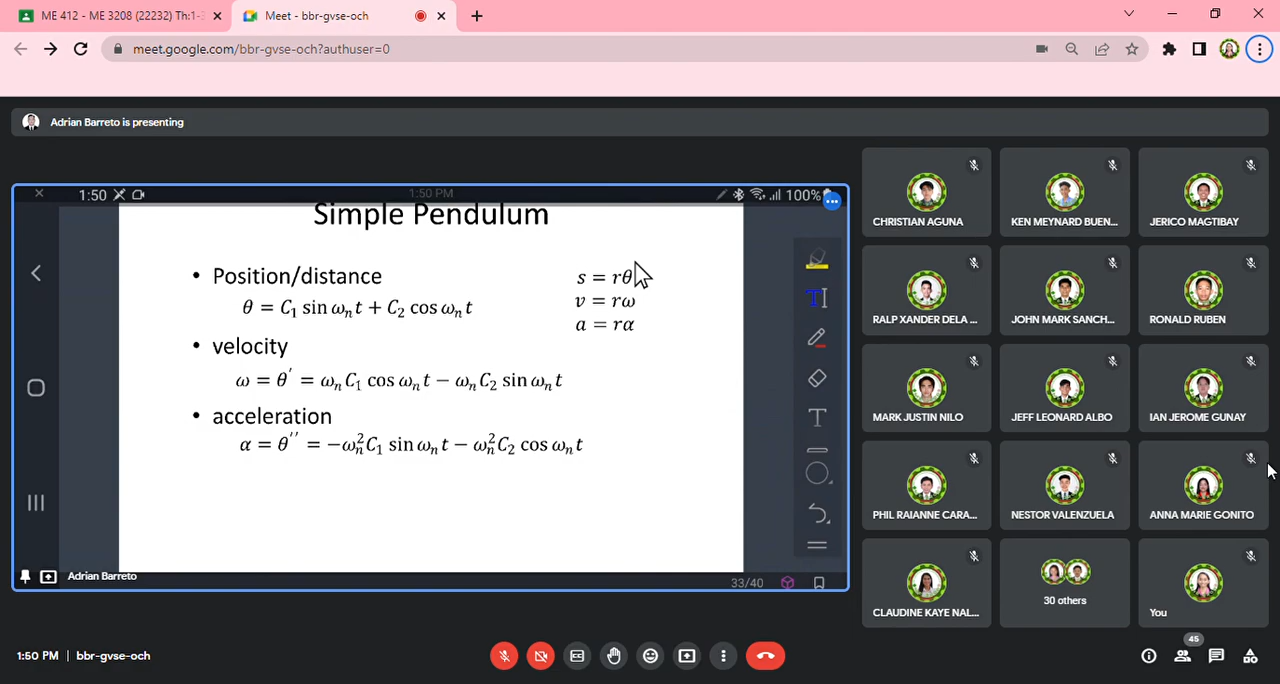 ME 412 - ME 3208 (22232) Th:1-3
Meet - bbr-gvse-och
meet.google.com/bbr-gvse-och?authuser=0
Adrian Barreto is presenting
1:50
1:50 PM
100%
Simple Pendulum
• Position/distance
θ = C₁ sin ωₙt + C₂ cos ωₙt
s = rθ
v = rω
a = rα
• velocity
ω = θ′ = ωₙC₁ cos ωₙt − ωₙC₂ sin ωₙt
• acceleration
α = θ′′ = −ωₙ²C₁ sin ωₙt − ωₙ²C₂ cos ωₙt
33/40
Adrian Barreto
CHRISTIAN AGUNA
KEN MEYNARD BUEN...
JERICO MAGTIBAY
RALP XANDER DELA ...
JOHN MARK SANCH...
RONALD RUBEN
MARK JUSTIN NILO
JEFF LEONARD ALBO
IAN JEROME GUNAY
PHIL RAIANNE CARA...
NESTOR VALENZUELA
ANNA MARIE GONITO
CLAUDINE KAYE NAL...
30 others
You
1:50 PM | bbr-gvse-och
45